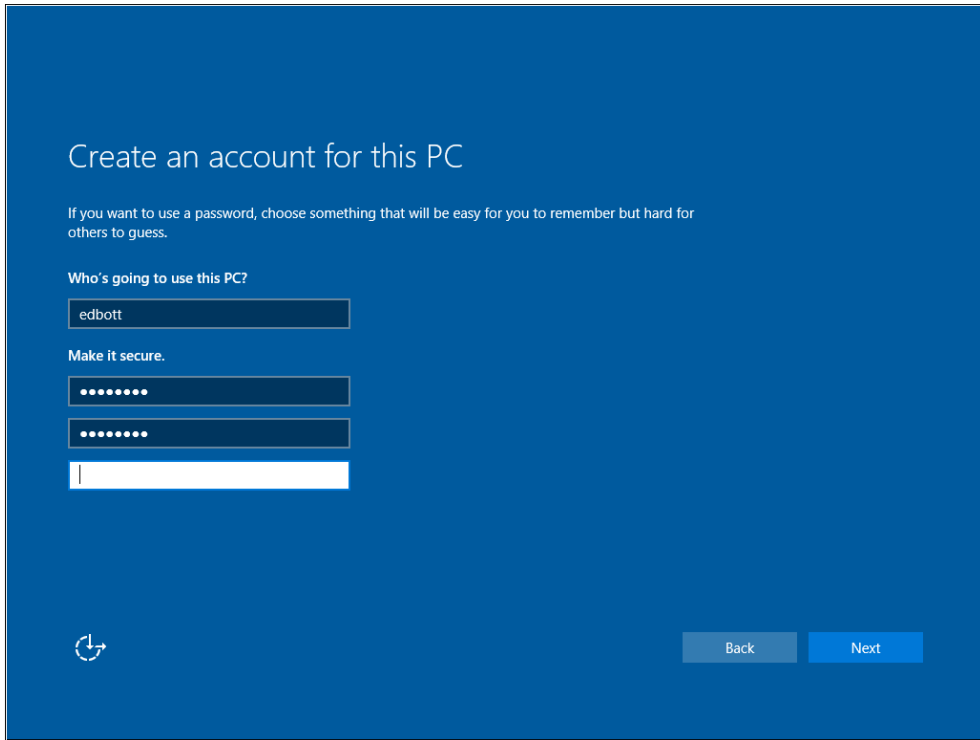 Create an account for this PC
If you want to use a password, choose something that will be easy for you to remember but hard for
others to guess.
Who's going to use this PC?
edbott
Make it secure.
●●●●●●●●
●●●●●●●●
Back Next